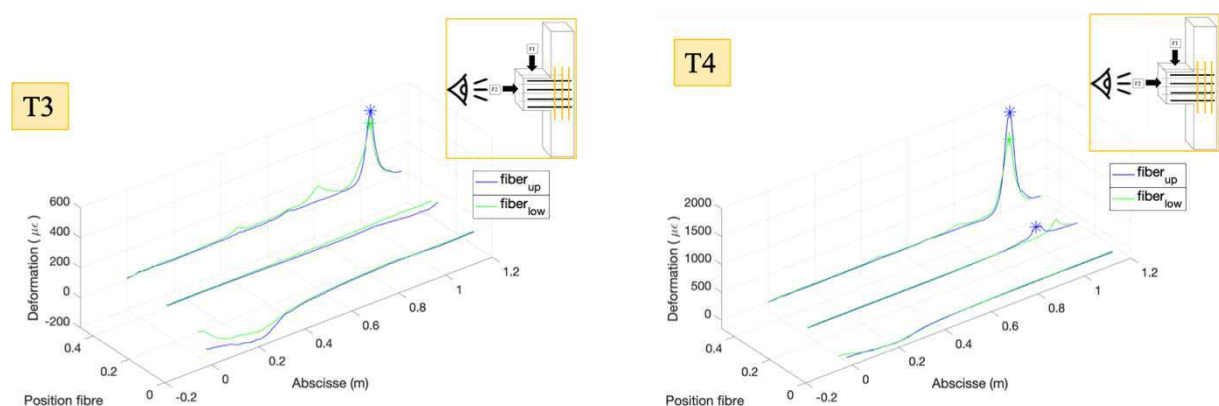 T3
F1
F2
fiber_up
fiber_low
600
400
200
0
-200
Deformation ( με)
0.4
0.2
0
Position fibre
-0.2
0
0.2
0.4
0.6
0.8
1
1.2
Abscisse (m)
T4
F1
F2
fiber_up
fiber_low
2000
1500
1000
500
0
Deformation ( με)
0.4
0.2
0
Position fibre
-0.2
0
0.2
0.4
0.6
0.8
1
1.2
Abscisse (m)